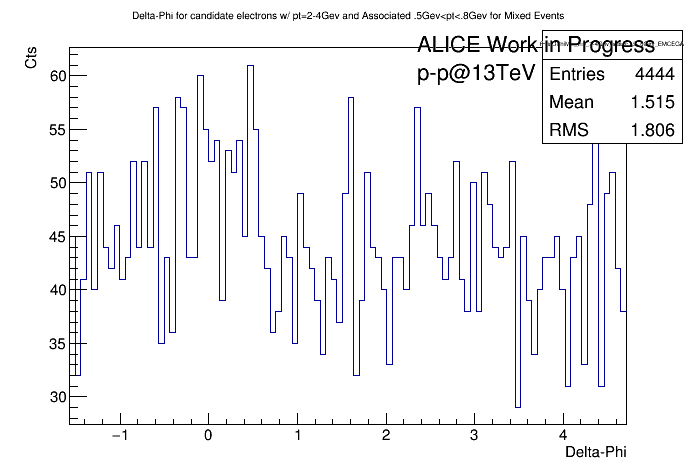 Delta-Phi for candidate electrons w/ pt=2-4Gev and Associated .5Gev<pt<.8Gev for Mixed Events
Cts
ALICE Work in Progress
p-p@13TeV
Entries 4444
Mean 1.515
RMS 1.806
60
55
50
45
40
35
30
−1 0 1 2 3 4
Delta-Phi